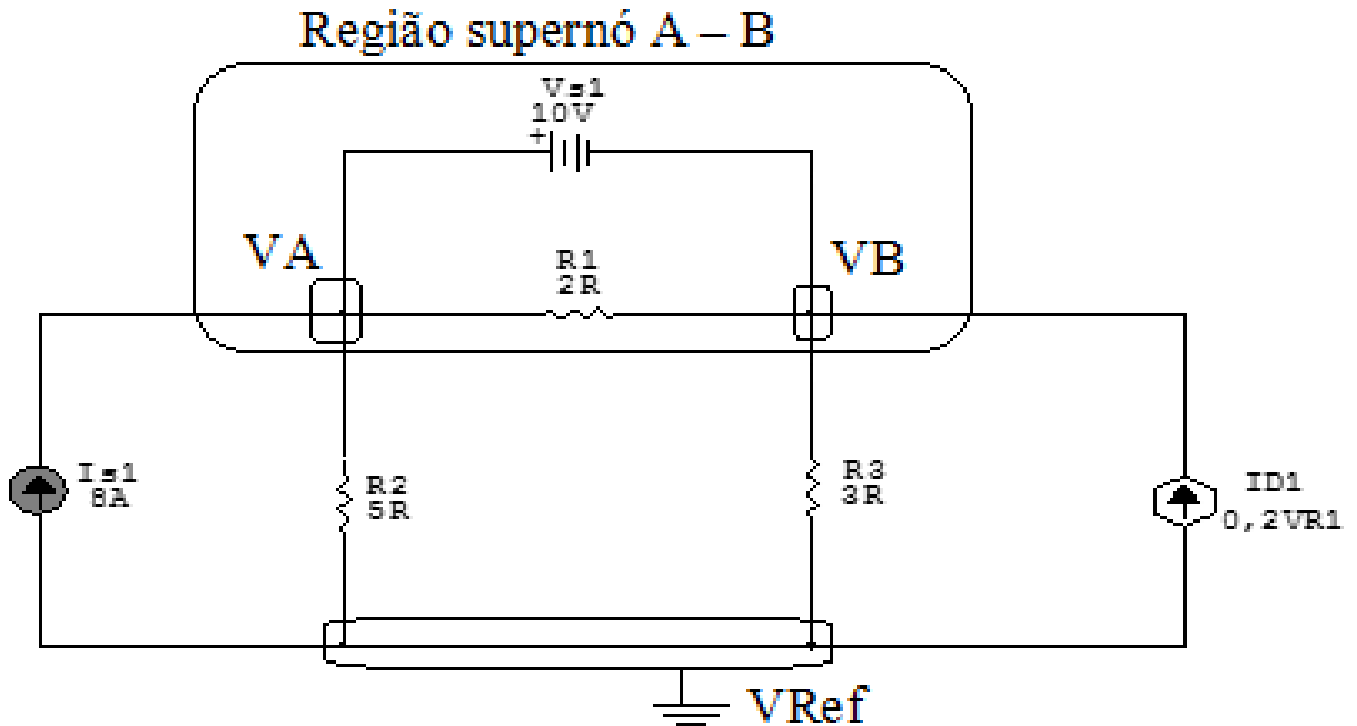 Região supernó A – B
Vs1
10V
+
VA
R1
2R
VB
Is1
8A
R2
5R
R3
3R
ID1
0,2VR1
VRef